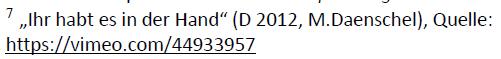 7 „Ihr habt es in der Hand“ (D 2012, M.Daenschel), Quelle:
https://vimeo.com/44933957